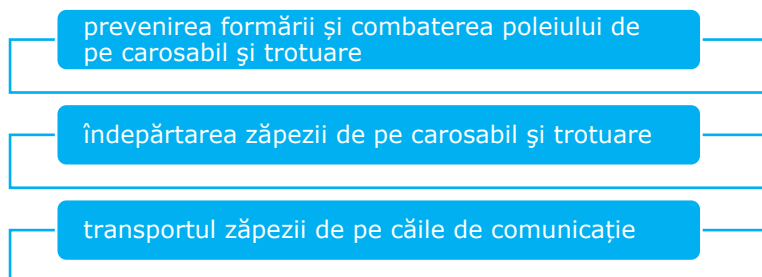 prevenirea formării și combaterea poleiului de
pe carosabil şi trotuare
îndepărtarea zăpezii de pe carosabil şi trotuare
transportul zăpezii de pe căile de comunicație